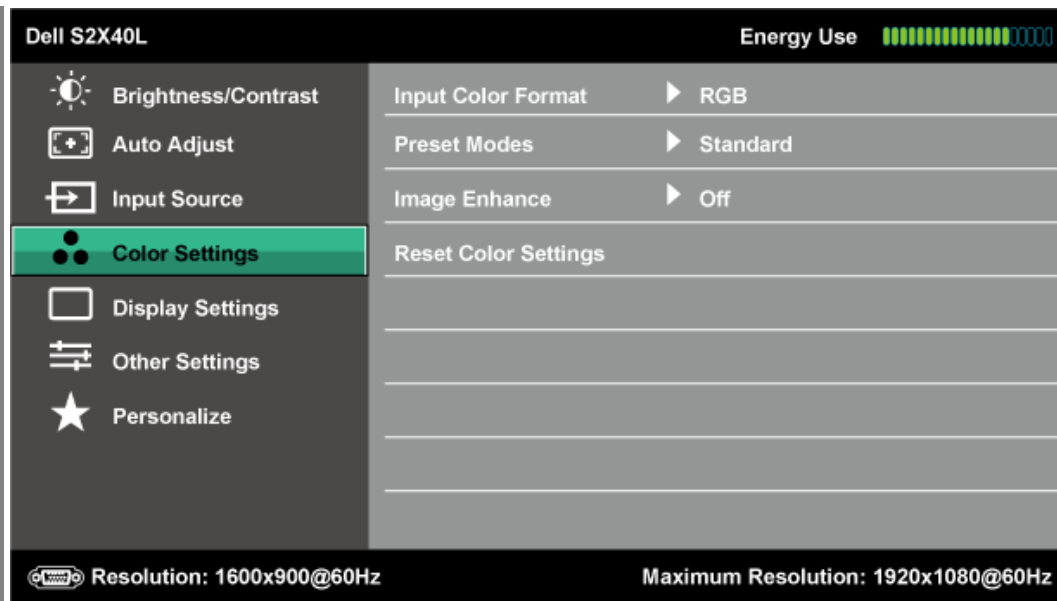 Dell S2X40L Energy Use
Brightness/Contrast
Auto Adjust
Input Source
Color Settings
Display Settings
Other Settings
Personalize
Input Color Format RGB
Preset Modes Standard
Image Enhance Off
Reset Color Settings
Resolution: 1600x900@60Hz Maximum Resolution: 1920x1080@60Hz